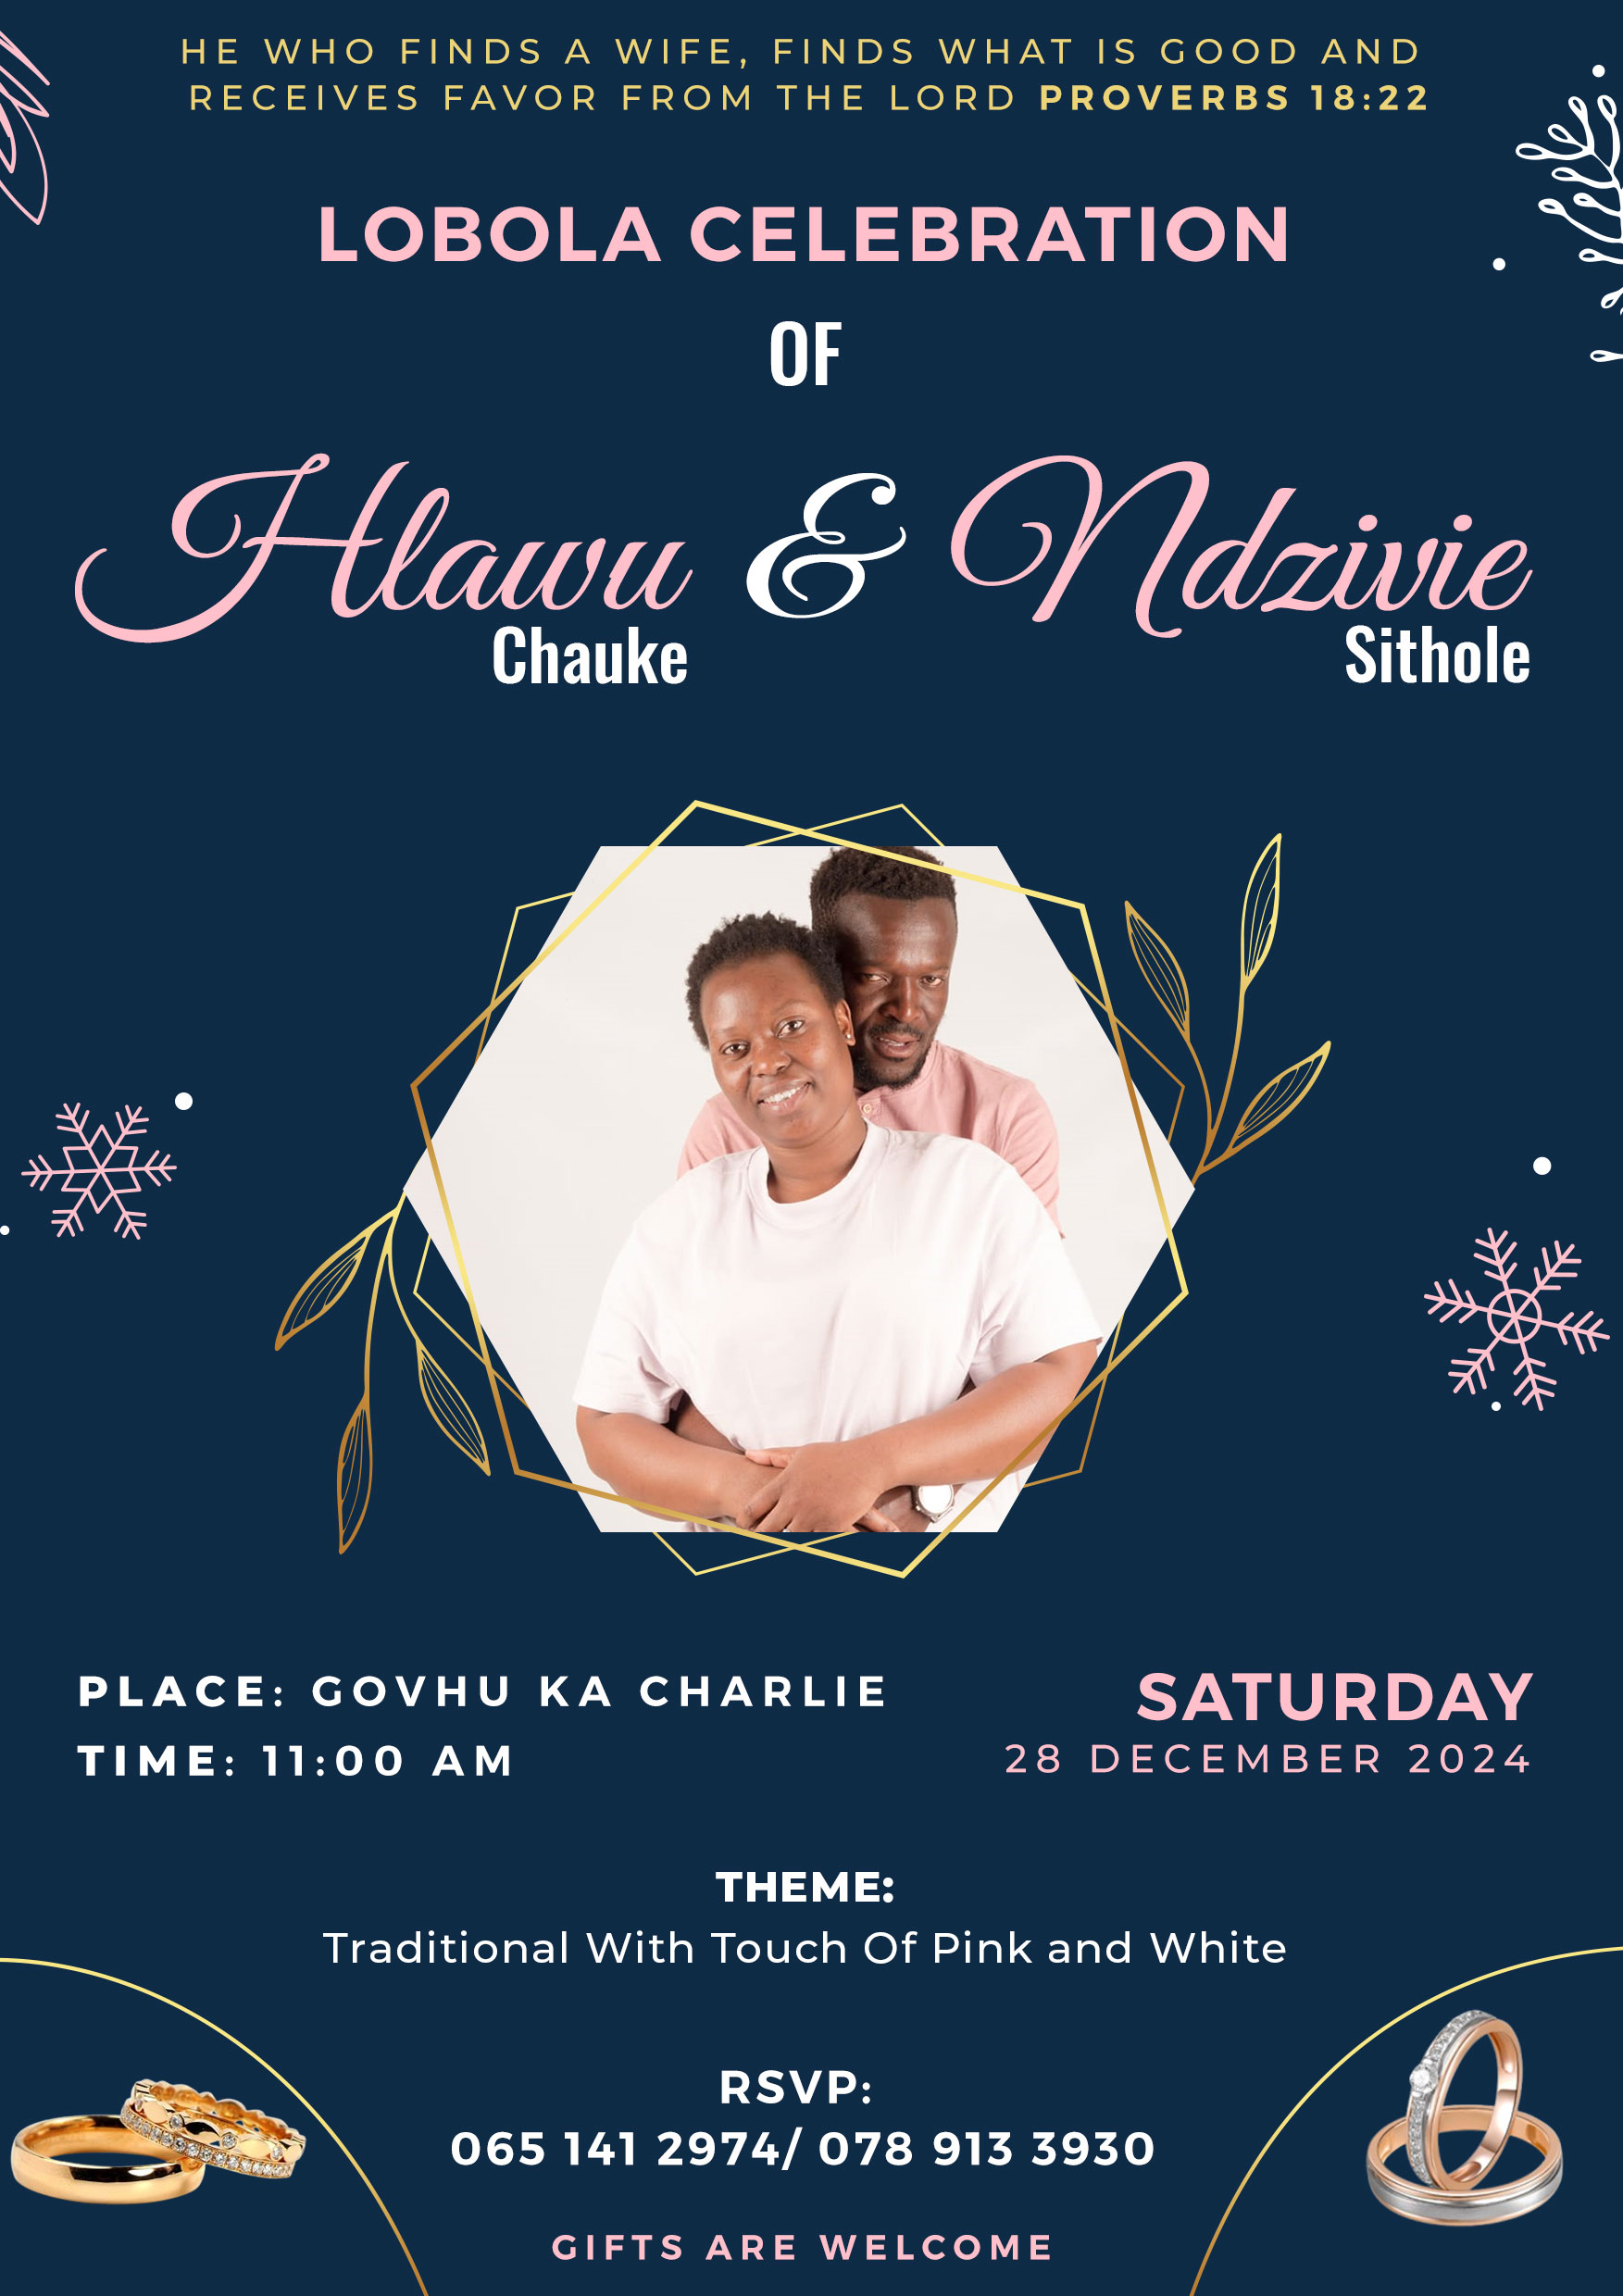 HE WHO FINDS A WIFE, FINDS WHAT IS GOOD AND
RECEIVES FAVOR FROM THE LORD PROVERBS 18:22
LOBOLA CELEBRATION
OF
Hlawu & Ndzivie
Chauke Sithole
PLACE: GOVHU KA CHARLIE
TIME: 11:00 AM
SATURDAY
28 DECEMBER 2024
THEME:
Traditional With Touch Of Pink and White
RSVP:
065 141 2974/ 078 913 3930
GIFTS ARE WELCOME